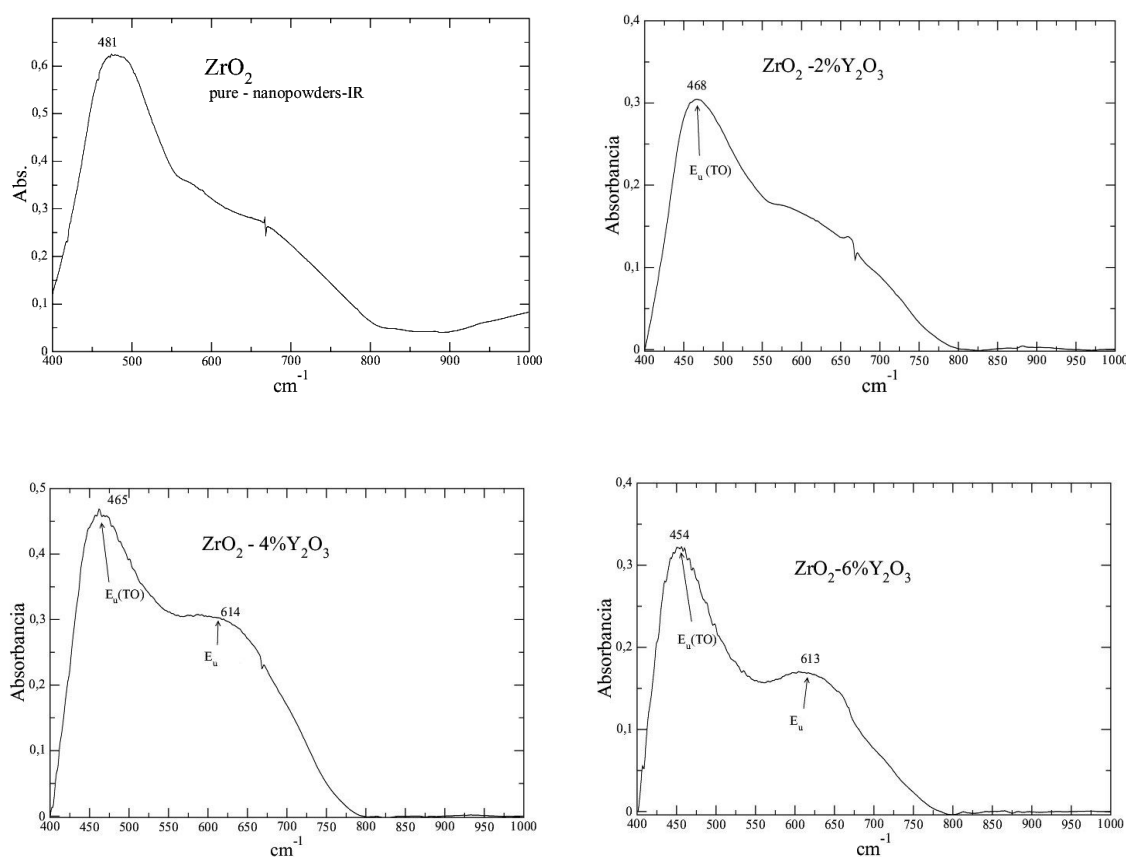 481
ZrO2
pure - nanopowders-IR
0,6
0,5
0,4
0,3
0,2
0,1
0
Abs.
400 500 600 700 800 900 1000
cm-1
0,4
0,3
0,2
0,1
0
Absorbancia
ZrO2 -2%Y2O3
468
Eu (TO)
400 450 500 550 600 650 700 750 800 850 900 950 1000
cm-1
0,5
0,4
0,3
0,2
0,1
0
Absorbancia
465
ZrO2 - 4%Y2O3
Eu(TO)
614
Eu
400 450 500 550 600 650 700 750 800 850 900 950 1000
cm-1
0,4
0,3
0,2
0,1
0
Absorbancia
454
ZrO2-6%Y2O3
Eu(TO)
613
Eu
400 450 500 550 600 650 700 750 800 850 900 950 1000
cm-1